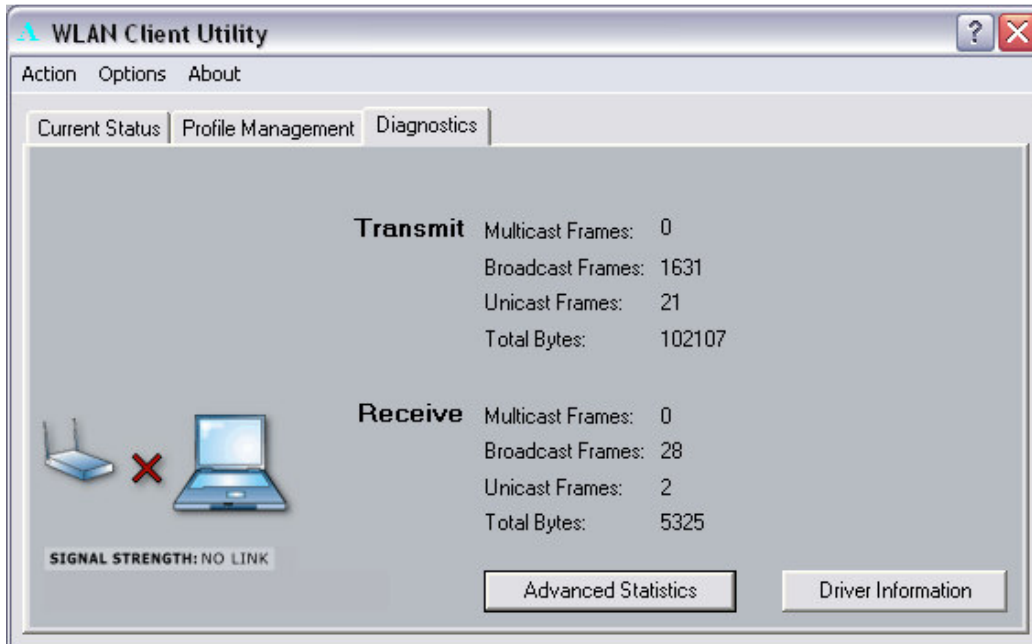 WLAN Client Utility
Action Options About
Current Status Profile Management Diagnostics
Transmit Multicast Frames: 0
Broadcast Frames: 1631
Unicast Frames: 21
Total Bytes: 102107
Receive Multicast Frames: 0
Broadcast Frames: 28
Unicast Frames: 2
Total Bytes: 5325
SIGNAL STRENGTH: NO LINK
Advanced Statistics Driver Information